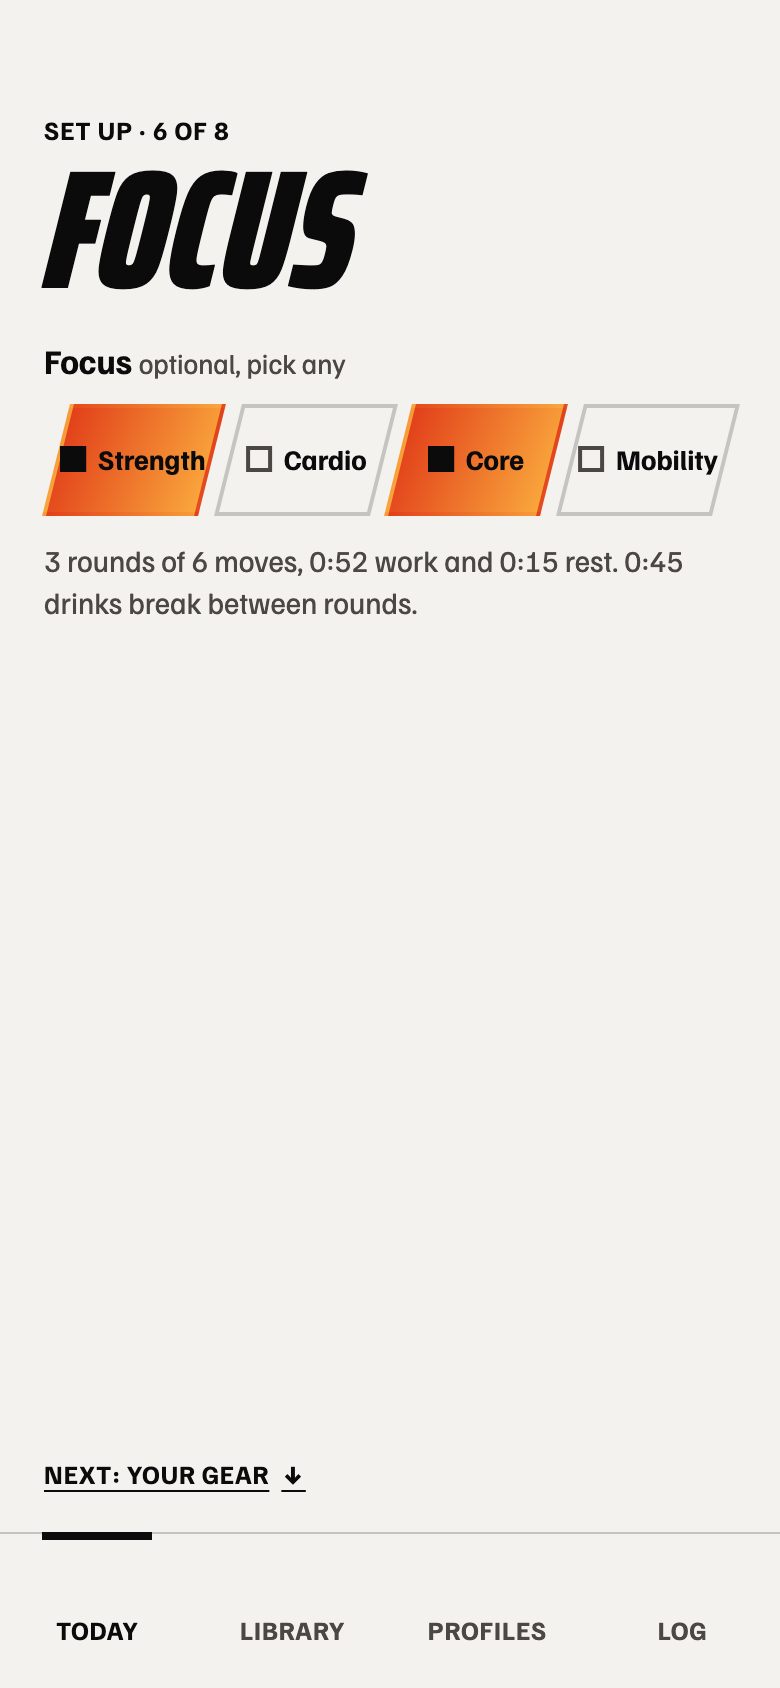 SET UP · 6 OF 8
FOCUS
Focus optional, pick any
Strength Cardio Core Mobility
3 rounds of 6 moves, 0:52 work and 0:15 rest. 0:45
drinks break between rounds.
NEXT: YOUR GEAR ↓
TODAY LIBRARY PROFILES LOG